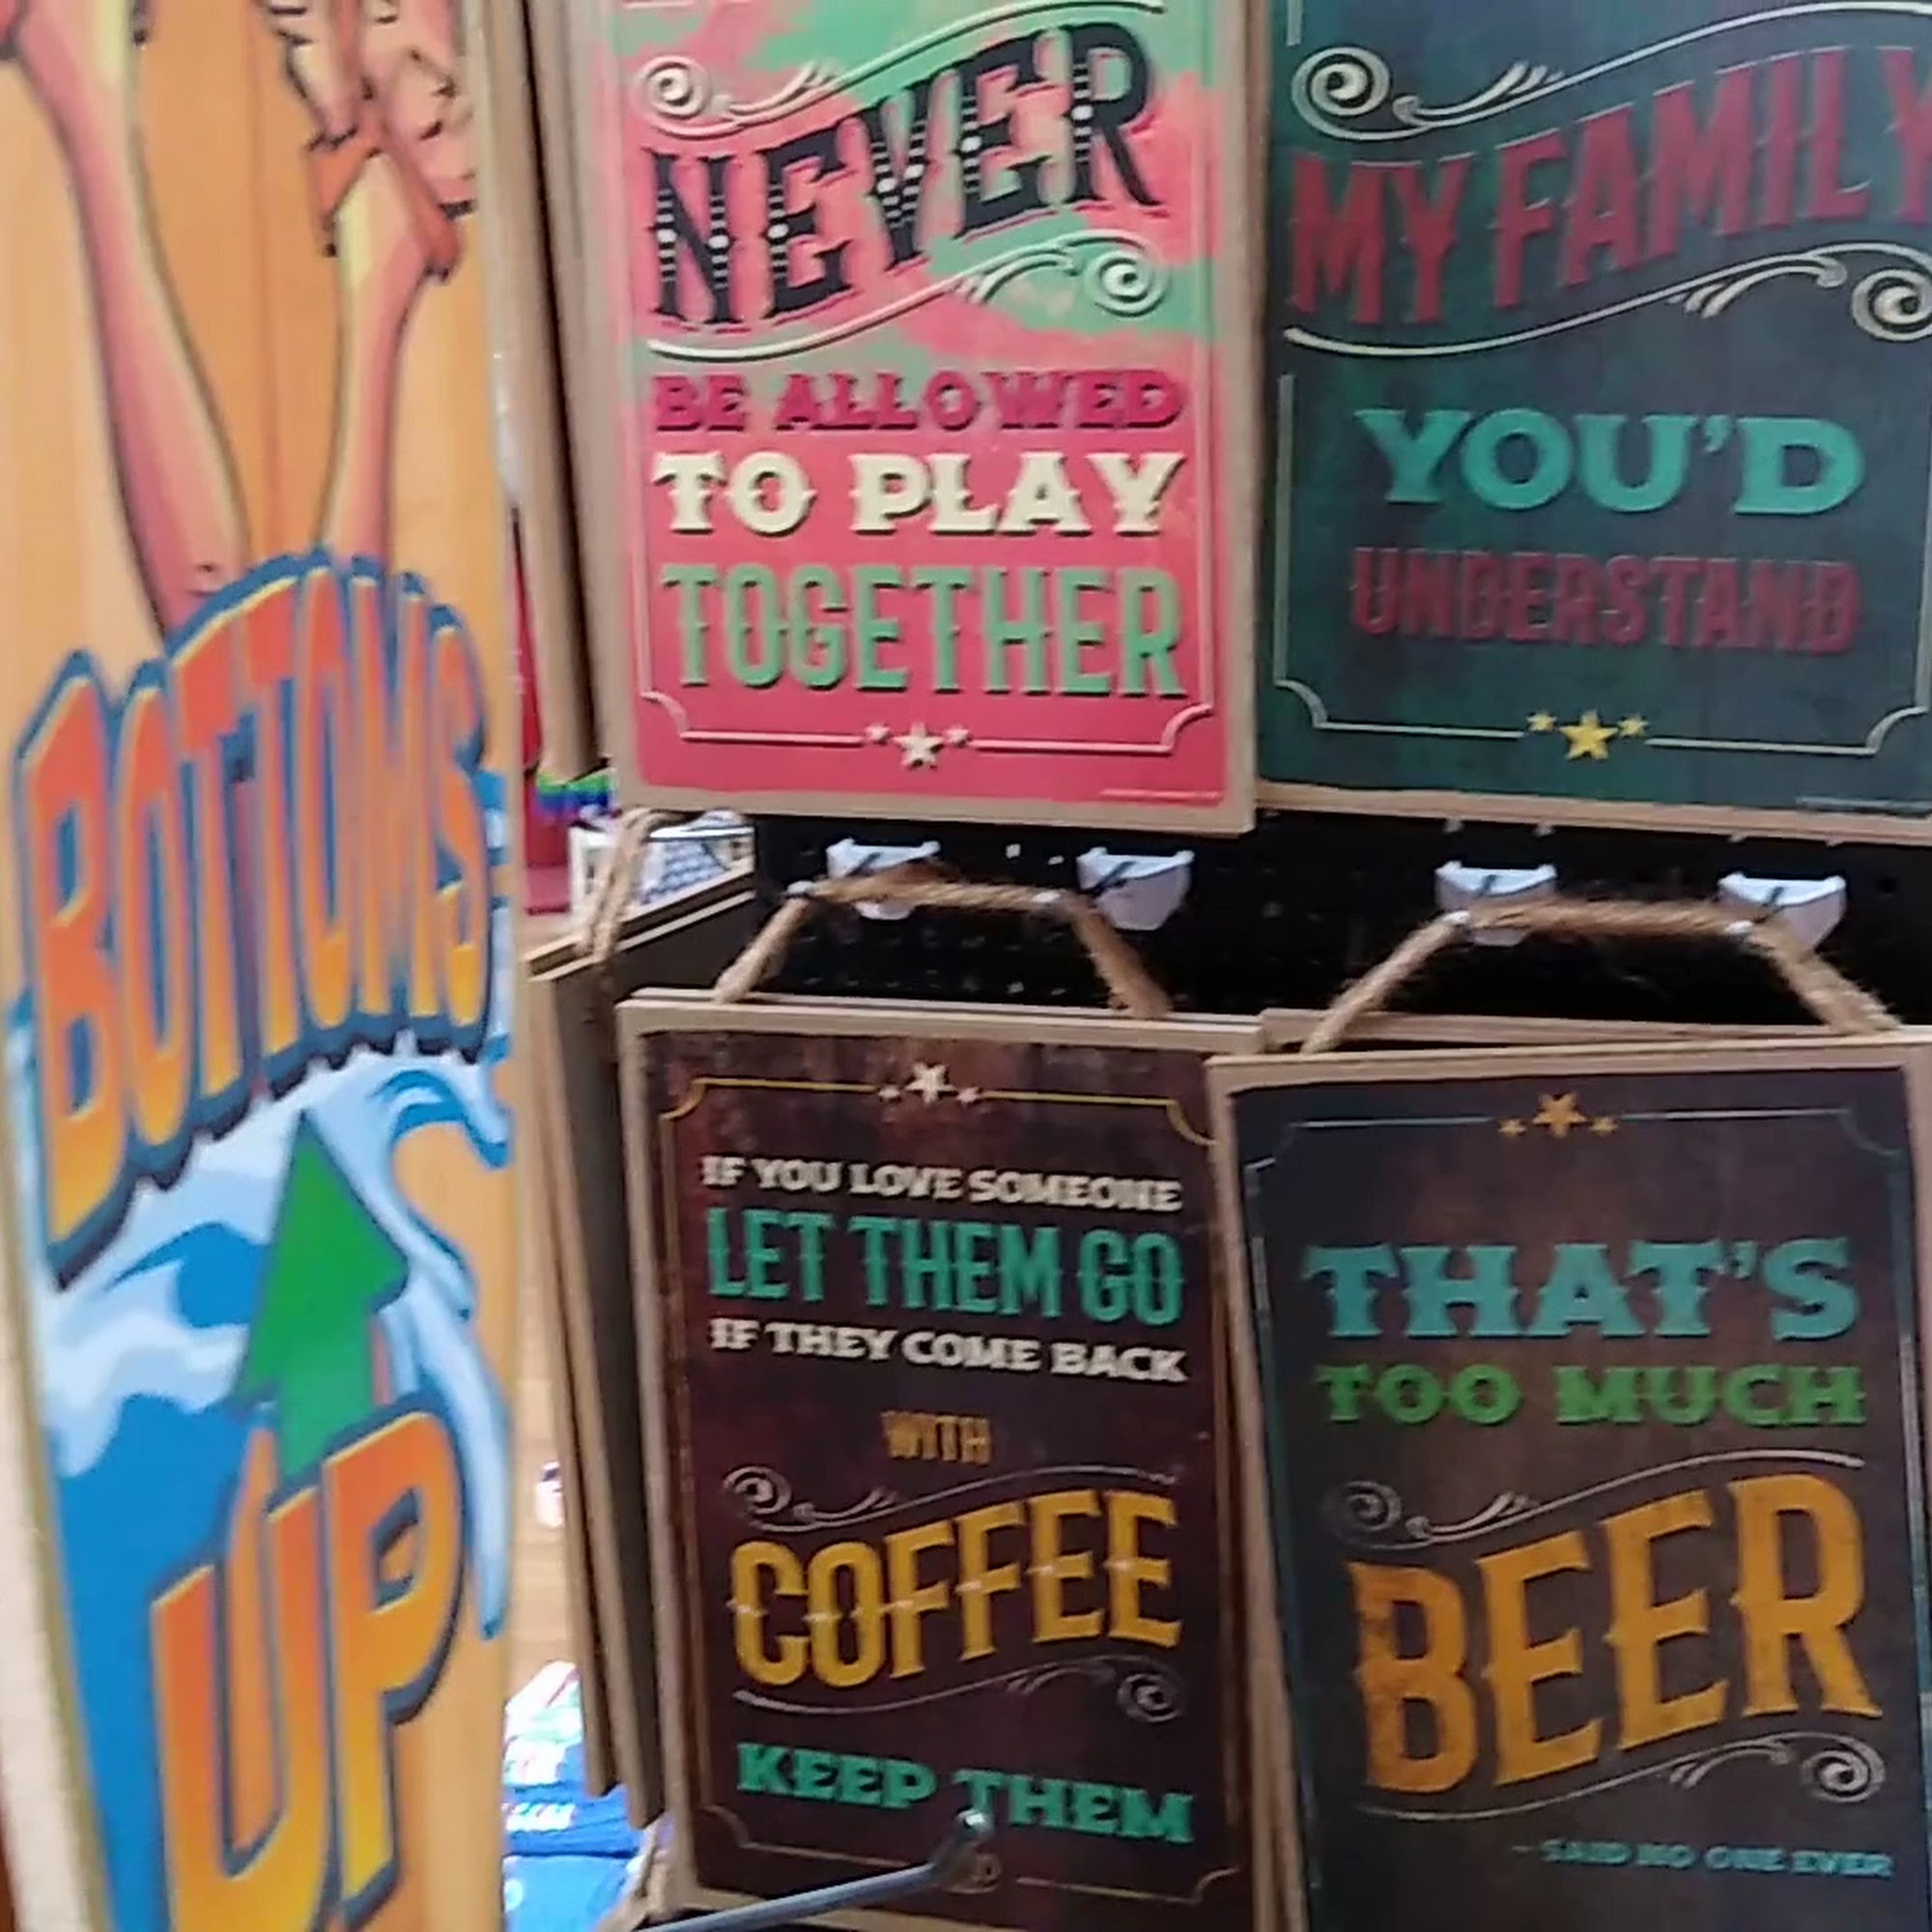 BOTTOMS
UP
NEVER
BE ALLOWED
TO PLAY
TOGETHER
MY FAMILY
YOU'D
UNDERSTAND
IF YOU LOVE SOMEONE
LET THEM GO
IF THEY COME BACK
WITH
COFFEE
KEEP THEM
THAT'S
TOO MUCH
BEER
- SAID NO ONE EVER